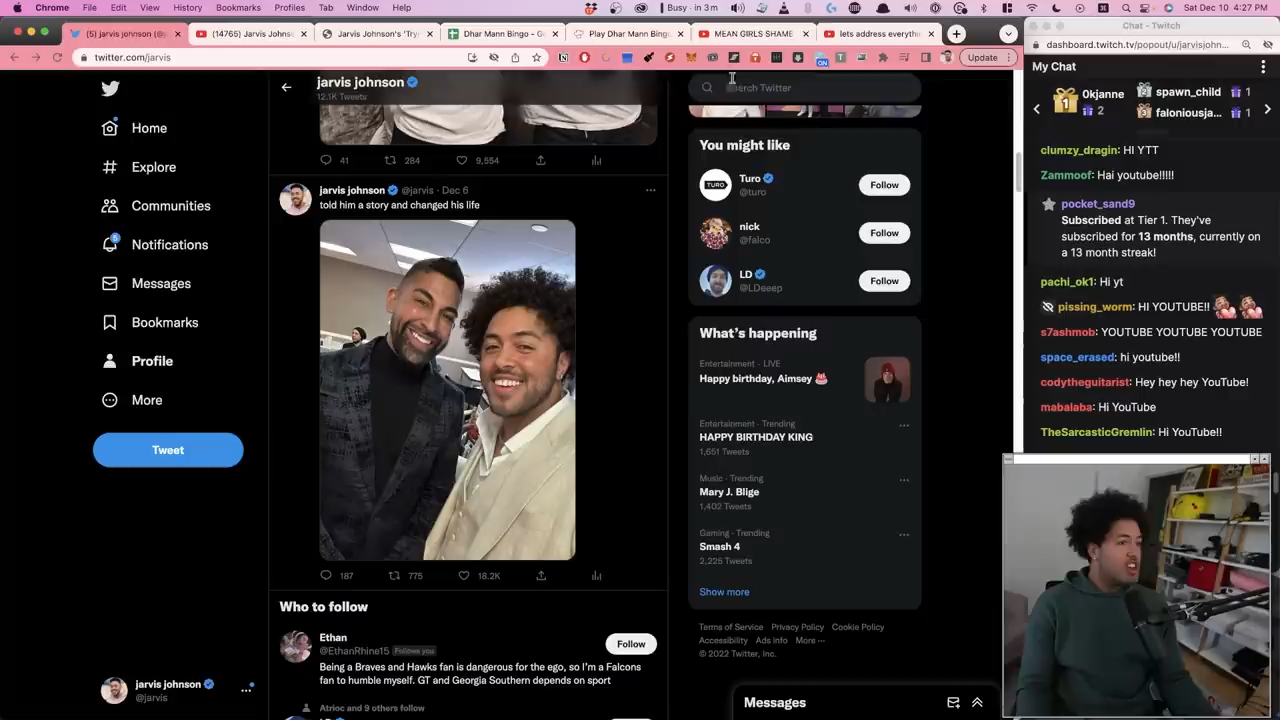 Chrome File Edit View History Bookmarks Profiles Tab Window Help
Busy · in 3 m
Sat Dec 10 4:27 PM
(5) jarvis johnson (@j
(14765) Jarvis Johns
Jarvis Johnson's 'Try
Dhar Mann Bingo - G
Play Dhar Mann Bingo
MEAN GIRLS SHAME
lets address everythi
twitter.com/jarvis
ON
Update
jarvis johnson
12.1K Tweets
Search Twitter
Home
Explore
Communities
5
Notifications
Messages
Bookmarks
Profile
More
Tweet
jarvis johnson
@jarvis
41 284 9,554
jarvis johnson @jarvis · Dec 6
told him a story and changed his life
187 775 18.2K
Who to follow
Ethan
@EthanRhine15 Follows you
Follow
Being a Braves and Hawks fan is dangerous for the ego, so I'm a Falcons
fan to humble myself. GT and Georgia Southern depends on sport
Atrioc and 9 others follow
You might like
TURO
Turo
@turo
Follow
nick
@falco
Follow
LD
@LDeeep
Follow
What's happening
Entertainment · LIVE
Happy birthday, Aimsey
Entertainment · Trending
HAPPY BIRTHDAY KING
1,651 Tweets
Music · Trending
Mary J. Blige
1,402 Tweets
Gaming · Trending
Smash 4
2,225 Tweets
Show more
Terms of Service Privacy Policy Cookie Policy
Accessibility Ads info More ···
© 2022 Twitter, Inc.
Messages
Chat - Twitch
dashboard.twitch.tv/popout/u/jarvisjohn...
My Chat
1
0kjanne
2
spawn_child 1
3
faloniousja... 1
clumzy_dragin: HI YTT
Zammoof: Hai youtube!!!!!
pocket_sand9
Subscribed at Tier 1. They've
subscribed for 13 months, currently on
a 13 month streak!
pachi_ok1: Hi yt
pissing_worm: HI YOUTUBE!!
s7ashmob: YOUTUBE YOUTUBE YOUTUBE
space_erased: hi youtube!!
codytheguitarist: Hey hey hey YouTube!
mabalaba: Hi YouTube
TheSarcasticGremlin: Hi YouTube!!